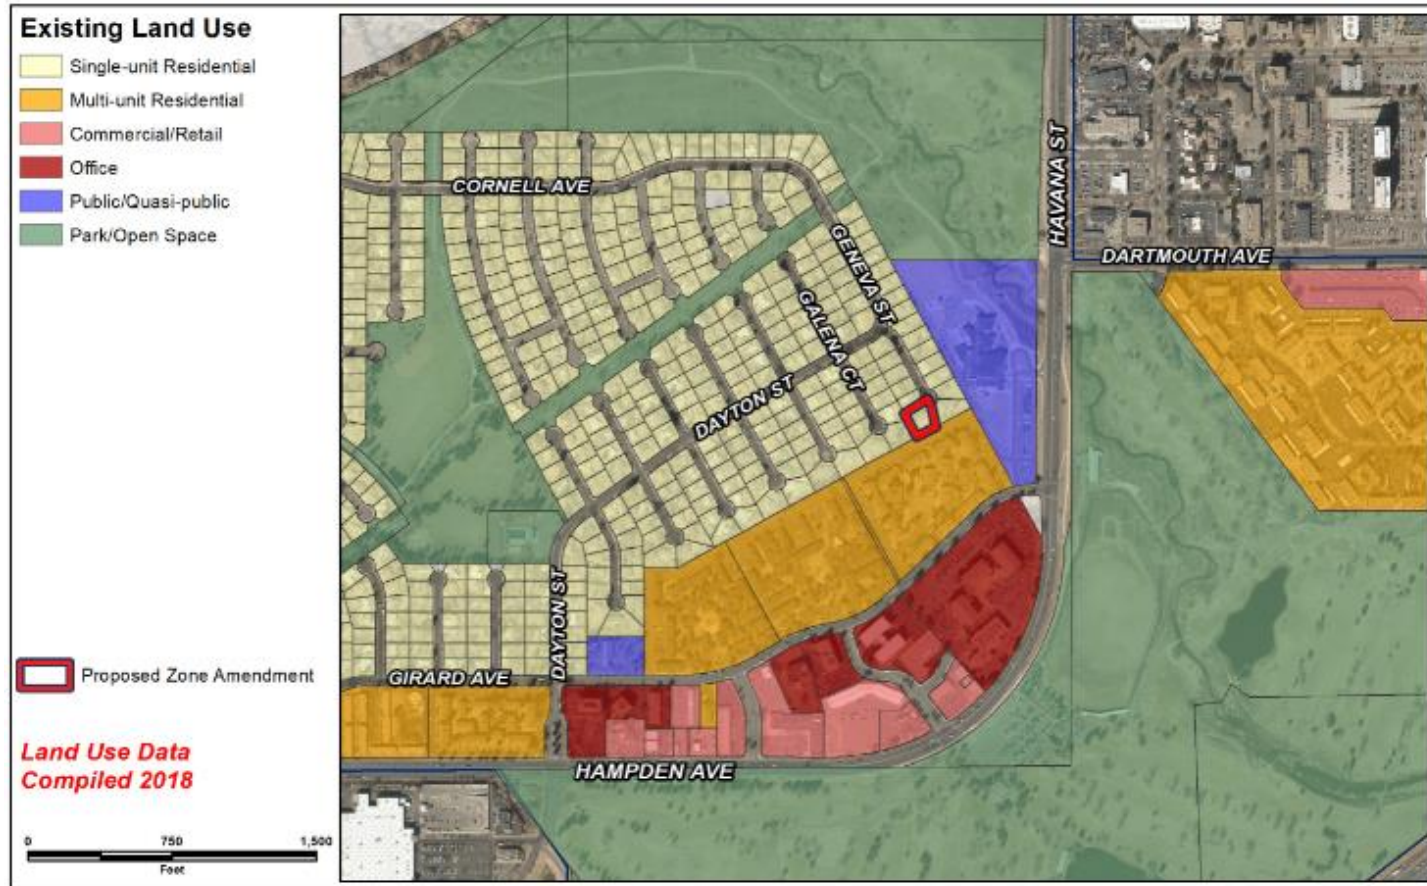 Existing Land Use
Single-unit Residential
Multi-unit Residential
Commercial/Retail
Office
Public/Quasi-public
Park/Open Space
Proposed Zone Amendment
Land Use Data
Compiled 2018
0 750 1,500
Feet
CORNELL AVE
HAVANA ST
GENEVA ST
DARTMOUTH AVE
GALENA CT
DAYTON ST
DAYTON ST
GIRARD AVE
HAMPDEN AVE